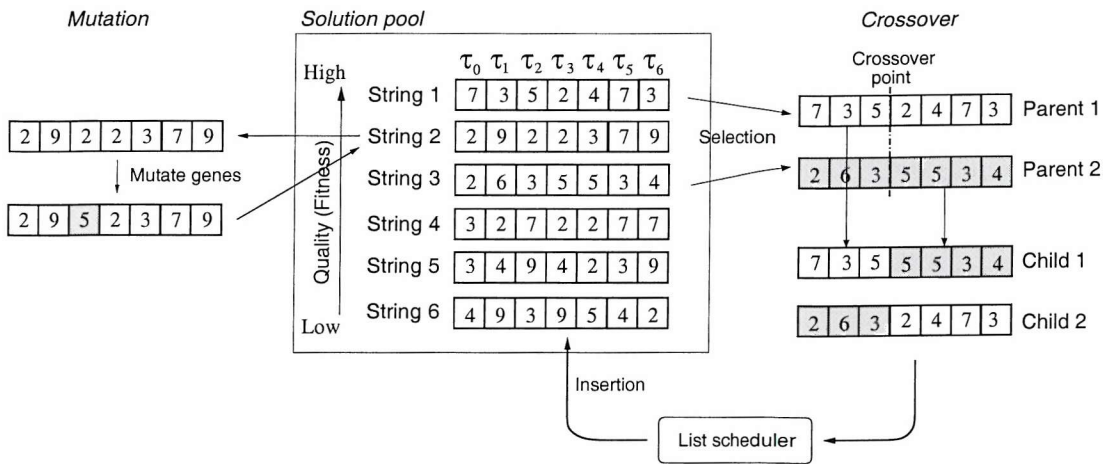 Mutation
Solution pool
Crossover
τ0 τ1 τ2 τ3 τ4 τ5 τ6
High
Low
Quality (Fitness)
String 1 7 3 5 2 4 7 3
String 2 2 9 2 2 3 7 9
String 3 2 6 3 5 5 3 4
String 4 3 2 7 2 2 7 7
String 5 3 4 9 4 2 3 9
String 6 4 9 3 9 5 4 2
2 9 2 2 3 7 9
Mutate genes
2 9 5 2 3 7 9
Selection
Crossover
point
7 3 5 2 4 7 3 Parent 1
2 6 3 5 5 3 4 Parent 2
7 3 5 5 5 3 4 Child 1
2 6 3 2 4 7 3 Child 2
Insertion
List scheduler